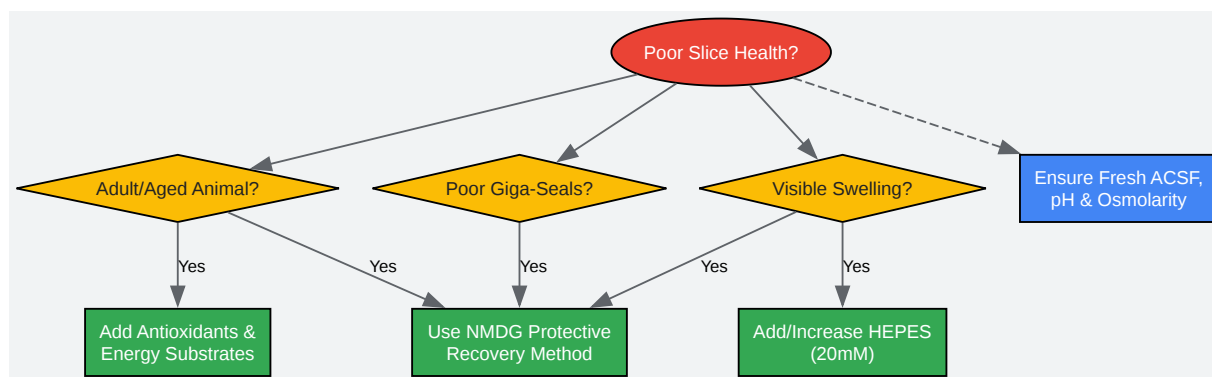 Poor Slice Health?
Adult/Aged Animal?
Poor Giga-Seals?
Visible Swelling?
Ensure Fresh ACSF,
pH & Osmolarity
Yes
Yes
Yes
Yes
Yes
Add Antioxidants &
Energy Substrates
Use NMDG Protective
Recovery Method
Add/Increase HEPES
(20mM)